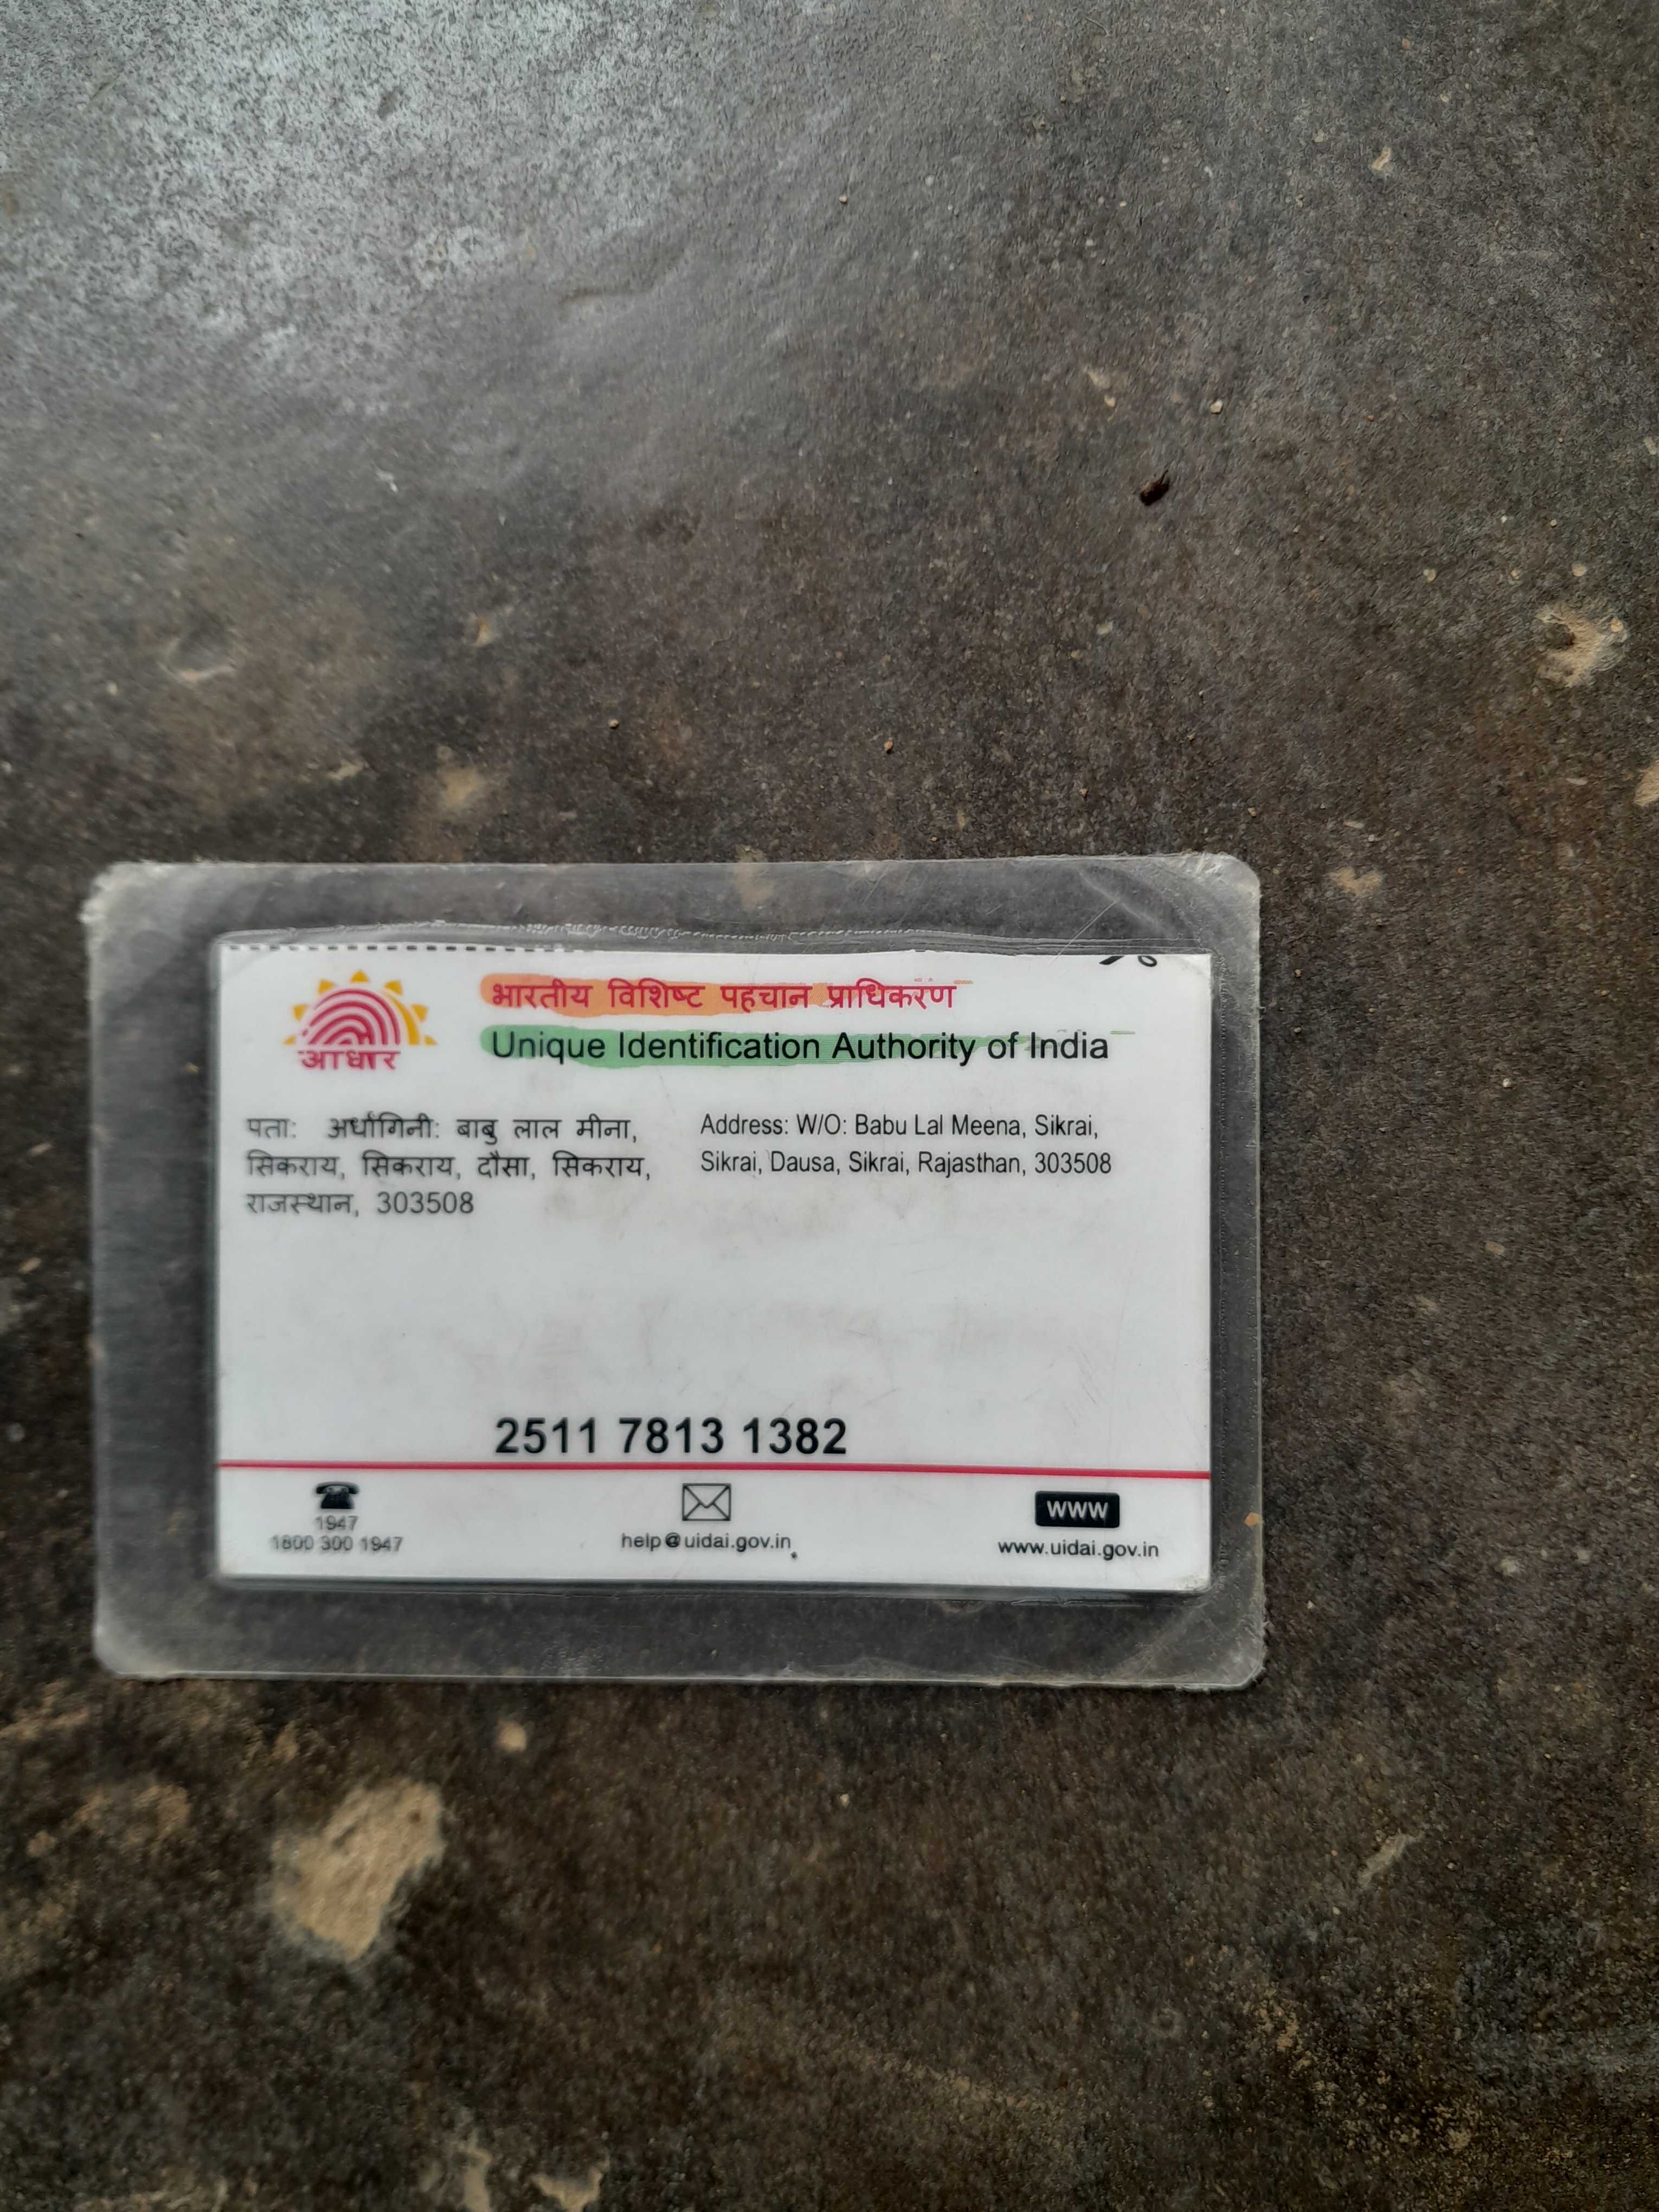 आधार
भारतीय विशिष्ट पहचान प्राधिकरण
Unique Identification Authority of India
पता: अर्धांगिनी: बाबु लाल मीना,
सिकराय, सिकराय, दौसा, सिकराय,
राजस्थान, 303508
Address: W/O: Babu Lal Meena, Sikrai,
Sikrai, Dausa, Sikrai, Rajasthan, 303508
2511 7813 1382
1947
1800 300 1947
help@uidai.gov.in
www
www.uidai.gov.in